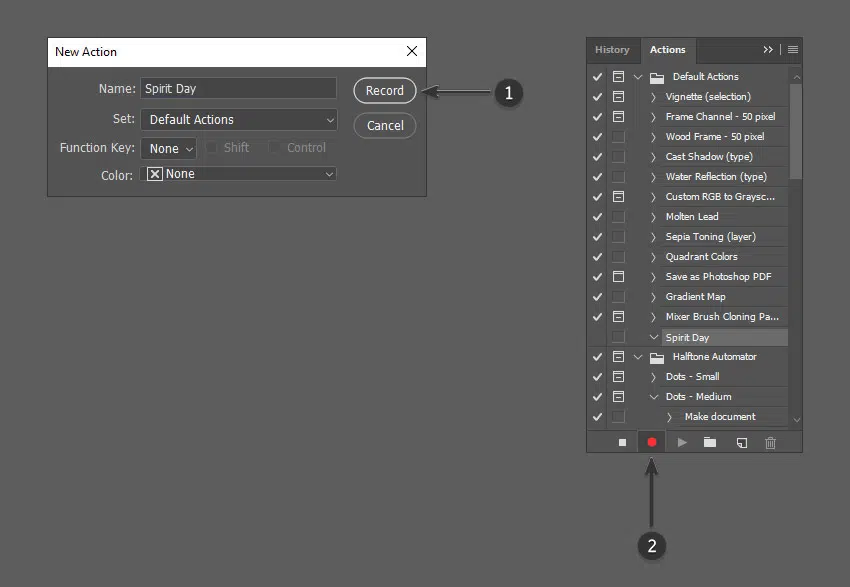 New Action
Name: Spirit Day
Record
Set: Default Actions
Cancel
Function Key: None Shift Control
Color: None
1
History Actions
Default Actions
Vignette (selection)
Frame Channel - 50 pixel
Wood Frame - 50 pixel
Cast Shadow (type)
Water Reflection (type)
Custom RGB to Graysc...
Molten Lead
Sepia Toning (layer)
Quadrant Colors
Save as Photoshop PDF
Gradient Map
Mixer Brush Cloning Pa...
Spirit Day
Halftone Automator
Dots - Small
Dots - Medium
Make document
2